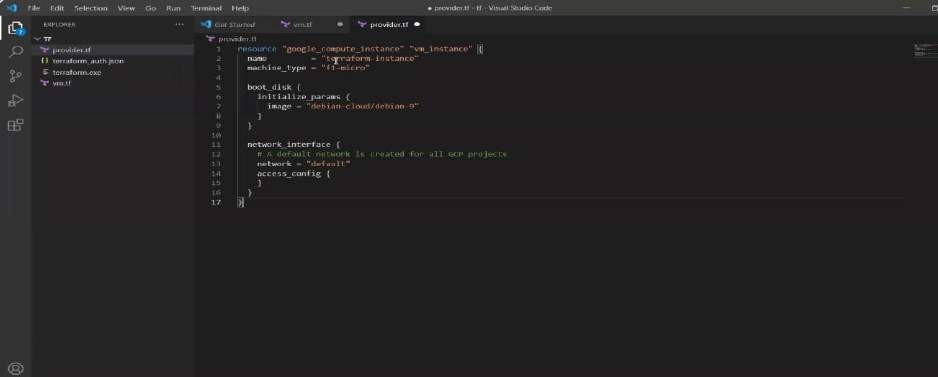 File Edit Selection View Go Run Terminal Help
● provider.tf - tf - Visual Studio Code
EXPLORER ···
Get Started
vm.tf ●
provider.tf ●
TF
provider.tf
terraform_auth.json
terraform.exe
vm.tf
2
provider.tf
1 resource "google_compute_instance" "vm_instance" {
2 name = "terraform-instance"
3 machine_type = "f1-micro"
4
5 boot_disk {
6 initialize_params {
7 image = "debian-cloud/debian-9"
8 }
9 }
10
11 network_interface {
12 # A default network is created for all GCP projects
13 network = "default"
14 access_config {
15 }
16 }
17 }